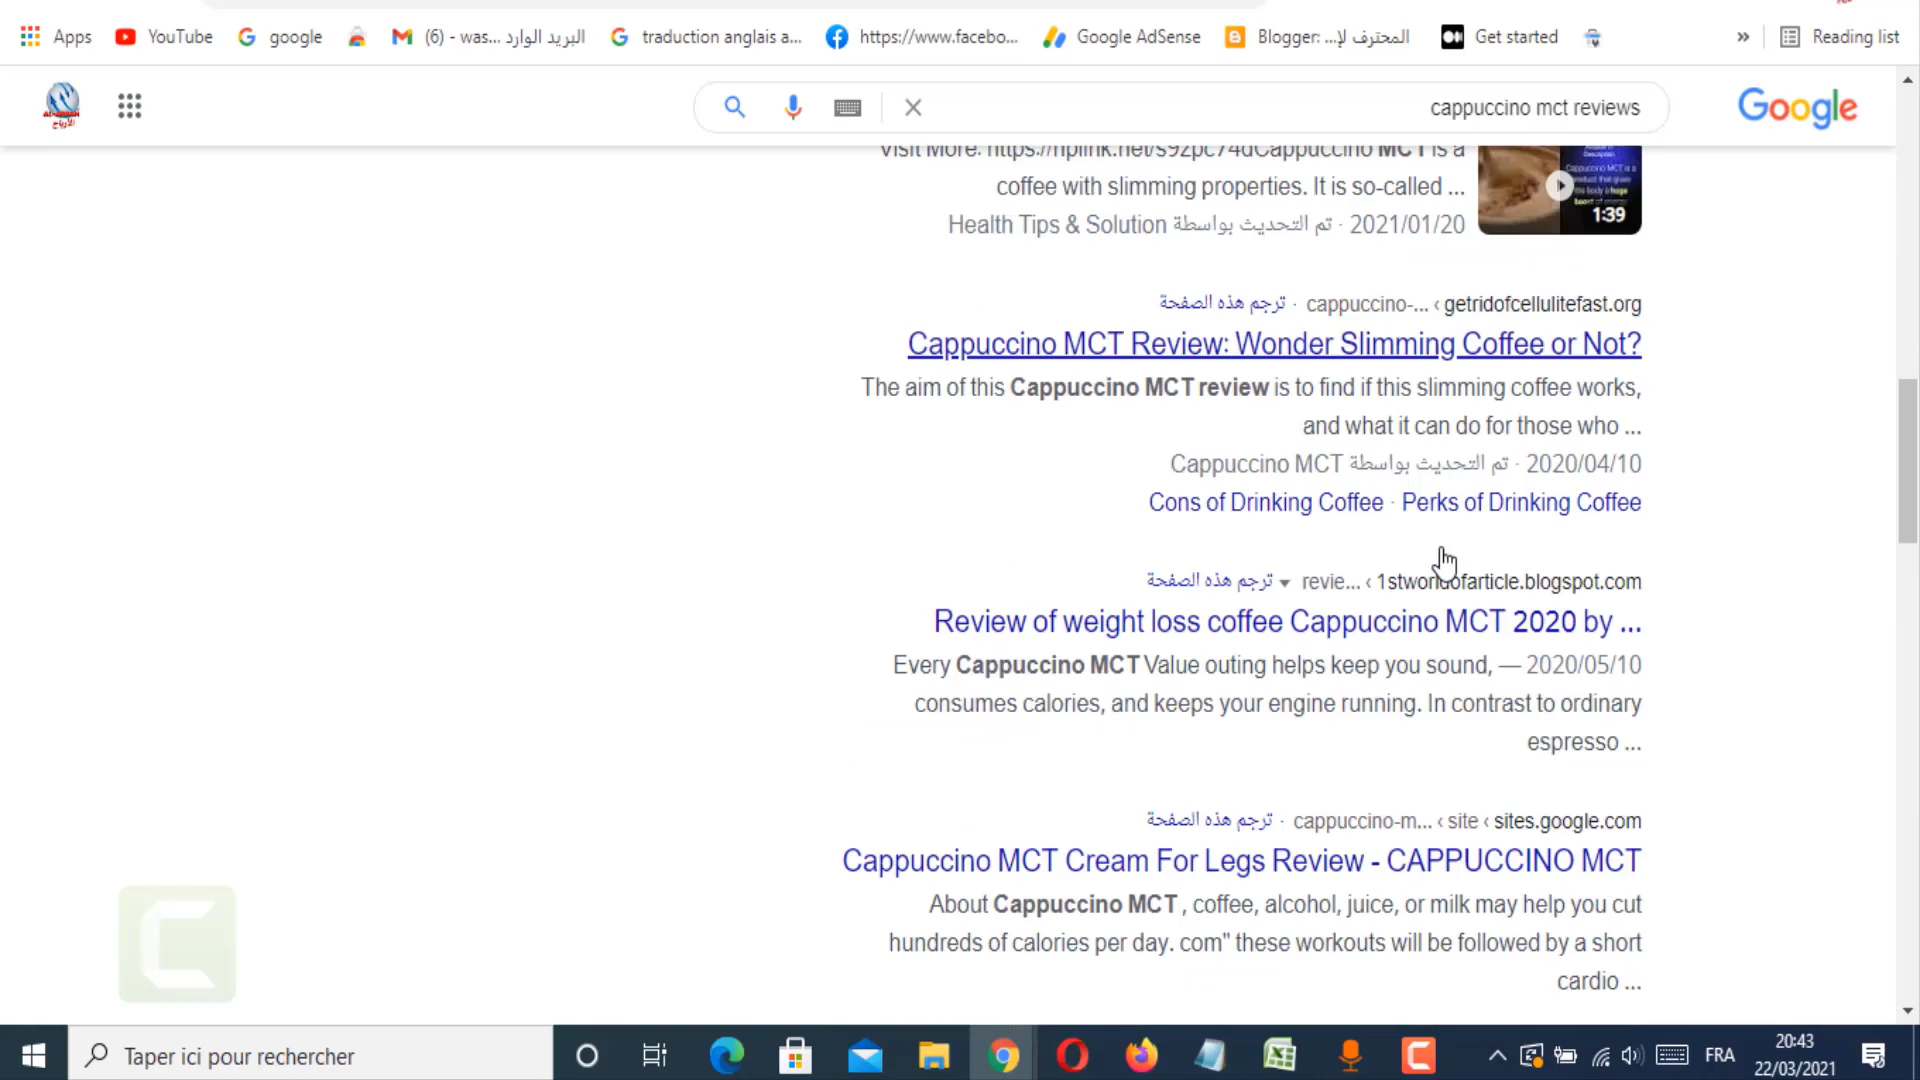 Apps
YouTube
google
البريد الوارد was... - (6)
traduction anglais a...
https://www.facebo...
Google AdSense
Blogger: المحترف لإ...
Get started
»
Reading list
cappuccino mct reviews
Google
Visit More: https://nplink.net/s92pc74dCappuccino MCT is a
coffee with slimming properties. It is so-called ...
Health Tips & Solution تم التحديث بواسطة · 2021/01/20
1:39
ترجم هذه الصفحة · cappuccino-... ‹ getridofcellulitefast.org
Cappuccino MCT Review: Wonder Slimming Coffee or Not?
The aim of this Cappuccino MCT review is to find if this slimming coffee works,
and what it can do for those who ...
Cappuccino MCT تم التحديث بواسطة · 2020/04/10
Cons of Drinking Coffee · Perks of Drinking Coffee
ترجم هذه الصفحة revie... ‹ 1stworldofarticle.blogspot.com
Review of weight loss coffee Cappuccino MCT 2020 by ...
Every Cappuccino MCT Value outing helps keep you sound, — 2020/05/10
consumes calories, and keeps your engine running. In contrast to ordinary
espresso ...
ترجم هذه الصفحة · cappuccino-m... ‹ site ‹ sites.google.com
Cappuccino MCT Cream For Legs Review - CAPPUCCINO MCT
About Cappuccino MCT , coffee, alcohol, juice, or milk may help you cut
hundreds of calories per day. com" these workouts will be followed by a short
cardio ...
Taper ici pour rechercher
FRA
20:43
22/03/2021